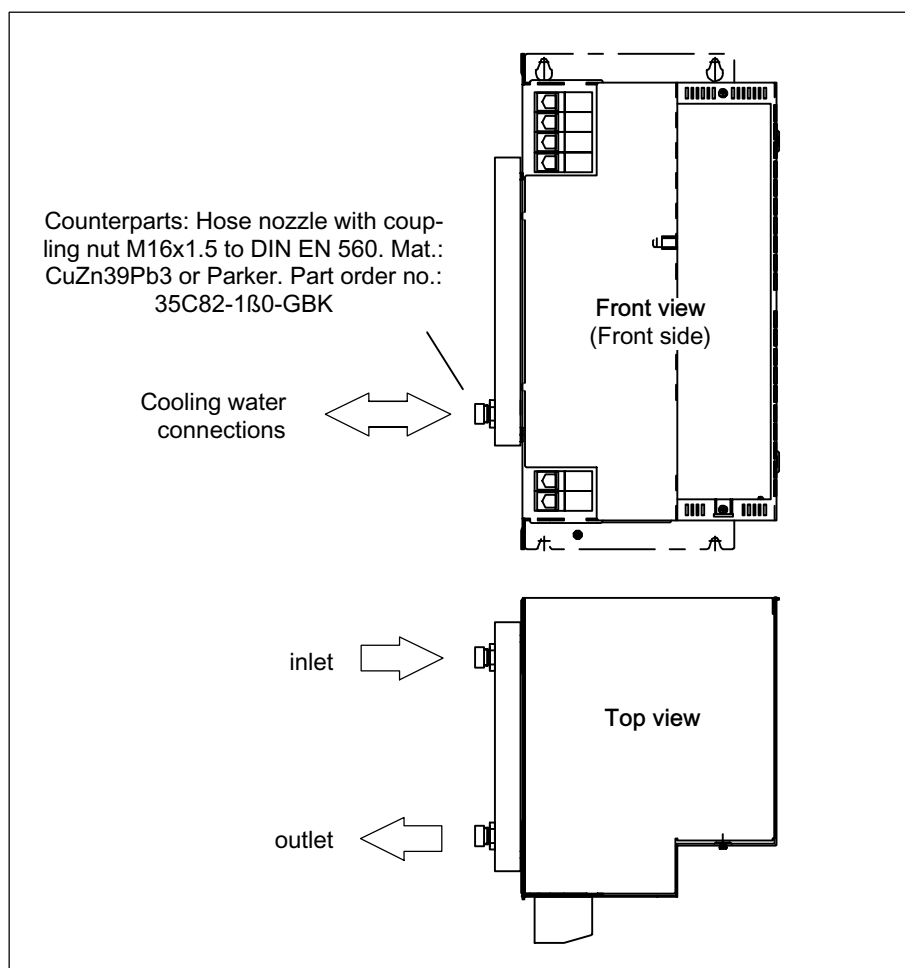 Counterparts: Hose nozzle with coup-
ling nut M16x1.5 to DIN EN 560. Mat.:
CuZn39Pb3 or Parker. Part order no.:
35C82-1ß0-GBK
Front view
(Front side)
Cooling water
connections
inlet
Top view
outlet